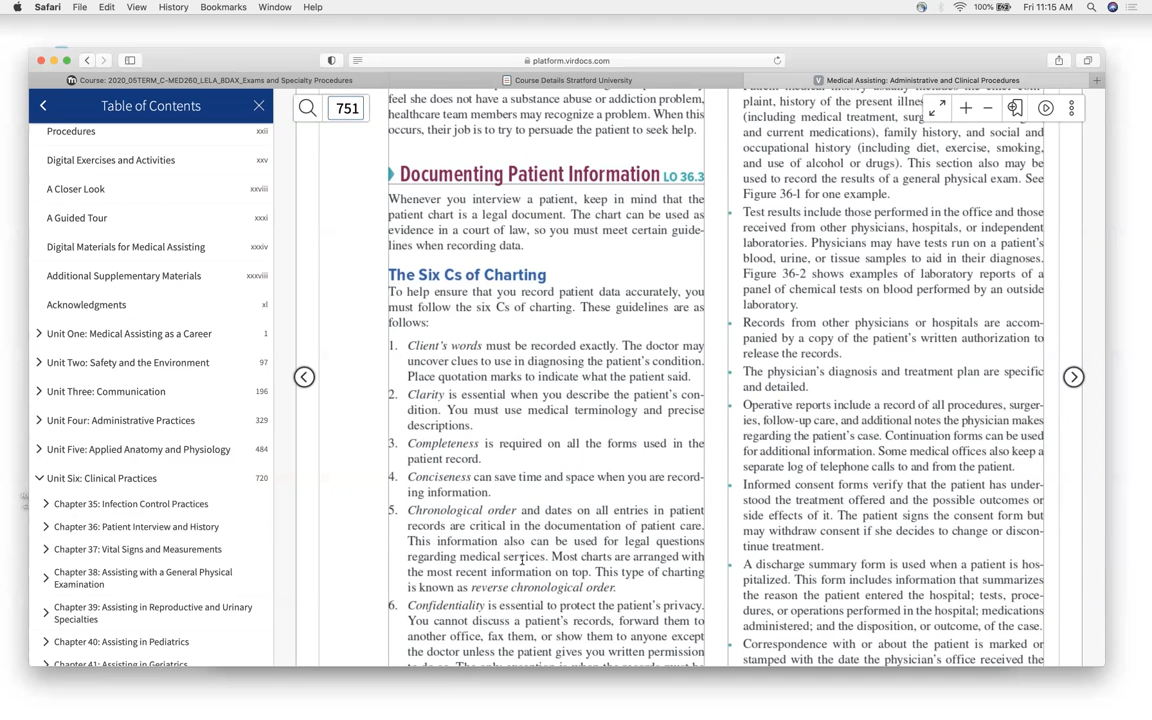 Safari File Edit View History Bookmarks Window Help
100% Fri 11:15 AM
platform.virdocs.com
Course: 2020_05TERM_C-MED260_LELA_8DAX_Exams and Specialty Procedures
Course Details Stratford University
Medical Assisting: Administrative and Clinical Procedures
Table of Contents
Procedures xxii
Digital Exercises and Activities xxv
A Closer Look xxviii
A Guided Tour xxxi
Digital Materials for Medical Assisting xxxiv
Additional Supplementary Materials xxxviii
Acknowledgments xl
Unit One: Medical Assisting as a Career 1
Unit Two: Safety and the Environment 97
Unit Three: Communication 196
Unit Four: Administrative Practices 329
Unit Five: Applied Anatomy and Physiology 484
Unit Six: Clinical Practices 720
Chapter 35: Infection Control Practices
Chapter 36: Patient Interview and History
Chapter 37: Vital Signs and Measurements
Chapter 38: Assisting with a General Physical
Examination
Chapter 39: Assisting in Reproductive and Urinary
Specialties
Chapter 40: Assisting in Pediatrics
Chapter 41: Assisting in Geriatrics
751
feel she does not have a substance abuse or addiction problem,
healthcare team members may recognize a problem. When this
occurs, their job is to try to persuade the patient to seek help.
Documenting Patient Information LO 36.3
Whenever you interview a patient, keep in mind that the
patient chart is a legal document. The chart can be used as
evidence in a court of law, so you must meet certain guide-
lines when recording data.
The Six Cs of Charting
To help ensure that you record patient data accurately, you
must follow the six Cs of charting. These guidelines are as
follows:
1. Client's words must be recorded exactly. The doctor may
uncover clues to use in diagnosing the patient's condition.
Place quotation marks to indicate what the patient said.
2. Clarity is essential when you describe the patient's con-
dition. You must use medical terminology and precise
descriptions.
3. Completeness is required on all the forms used in the
patient record.
4. Conciseness can save time and space when you are record-
ing information.
5. Chronological order and dates on all entries in patient
records are critical in the documentation of patient care.
This information also can be used for legal questions
regarding medical services. Most charts are arranged with
the most recent information on top. This type of charting
is known as reverse chronological order.
6. Confidentiality is essential to protect the patient's privacy.
You cannot discuss a patient's records, forward them to
another office, fax them, or show them to anyone except
the doctor unless the patient gives you written permission
plaint, history of the present illnes
(including medical treatment, surg
and current medications), family history, and social and
occupational history (including diet, exercise, smoking,
and use of alcohol or drugs). This section also may be
used to record the results of a general physical exam. See
Figure 36-1 for one example.
Test results include those performed in the office and those
received from other physicians, hospitals, or independent
laboratories. Physicians may have tests run on a patient's
blood, urine, or tissue samples to aid in their diagnoses.
Figure 36-2 shows examples of laboratory reports of a
panel of chemical tests on blood performed by an outside
laboratory.
Records from other physicians or hospitals are accom-
panied by a copy of the patient's written authorization to
release the records.
The physician's diagnosis and treatment plan are specific
and detailed.
Operative reports include a record of all procedures, surger-
ies, follow-up care, and additional notes the physician makes
regarding the patient's case. Continuation forms can be used
for additional information. Some medical offices also keep a
separate log of telephone calls to and from the patient.
Informed consent forms verify that the patient has under-
stood the treatment offered and the possible outcomes or
side effects of it. The patient signs the consent form but
may withdraw consent if she decides to change or discon-
tinue treatment.
A discharge summary form is used when a patient is hos-
pitalized. This form includes information that summarizes
the reason the patient entered the hospital; tests, proce-
dures, or operations performed in the hospital; medications
administered; and the disposition, or outcome, of the case.
Correspondence with or about the patient is marked or
stamped with the date the physician's office received the